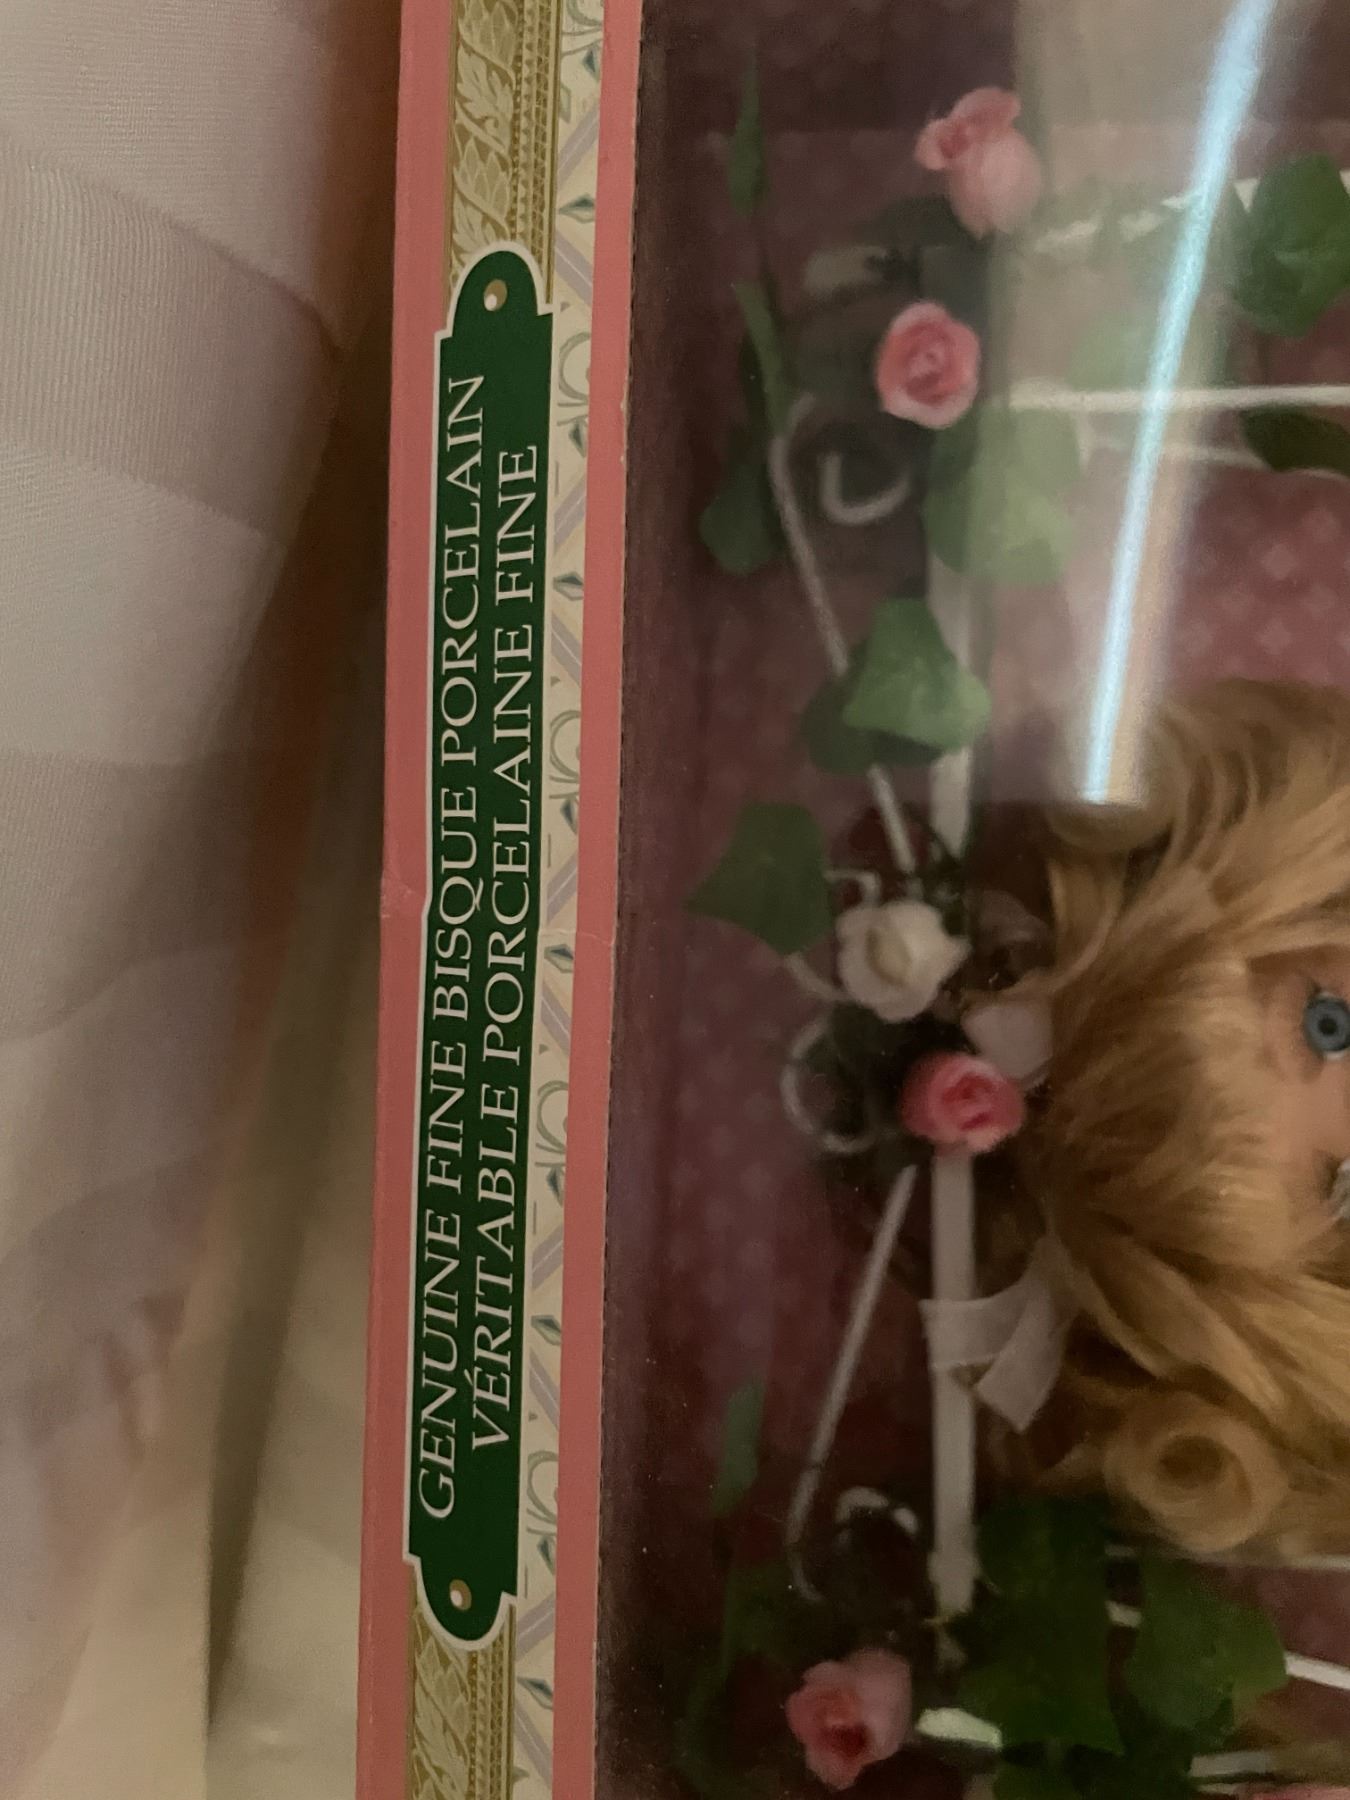 GENUINE FINE BISQUE PORCELAIN
VÉRITABLE PORCELAINE FINE